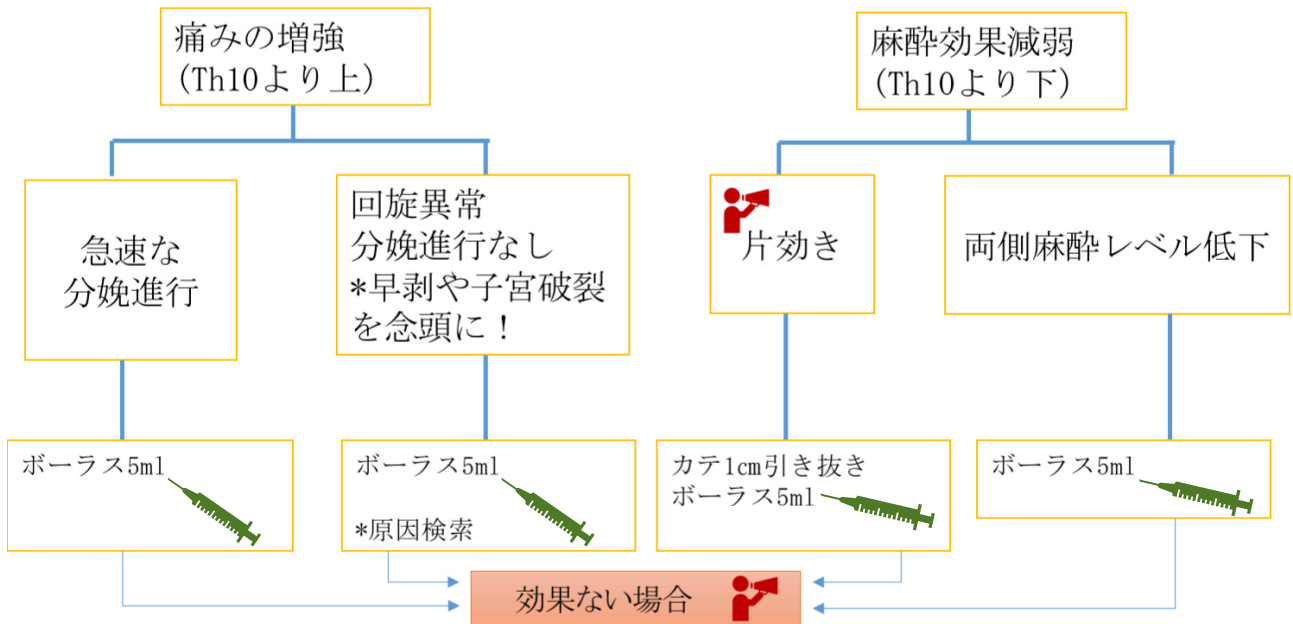 痛みの増強
(Th10より上)
麻酔効果減弱
(Th10より下)
急速な
分娩進行
回旋異常
分娩進行なし
*早剥や子宮破裂
を念頭に！
片効き
両側麻酔レベル低下
ボーラス5ml
ボーラス5ml
*原因検索
カテ1cm引き抜き
ボーラス5ml
ボーラス5ml
効果ない場合